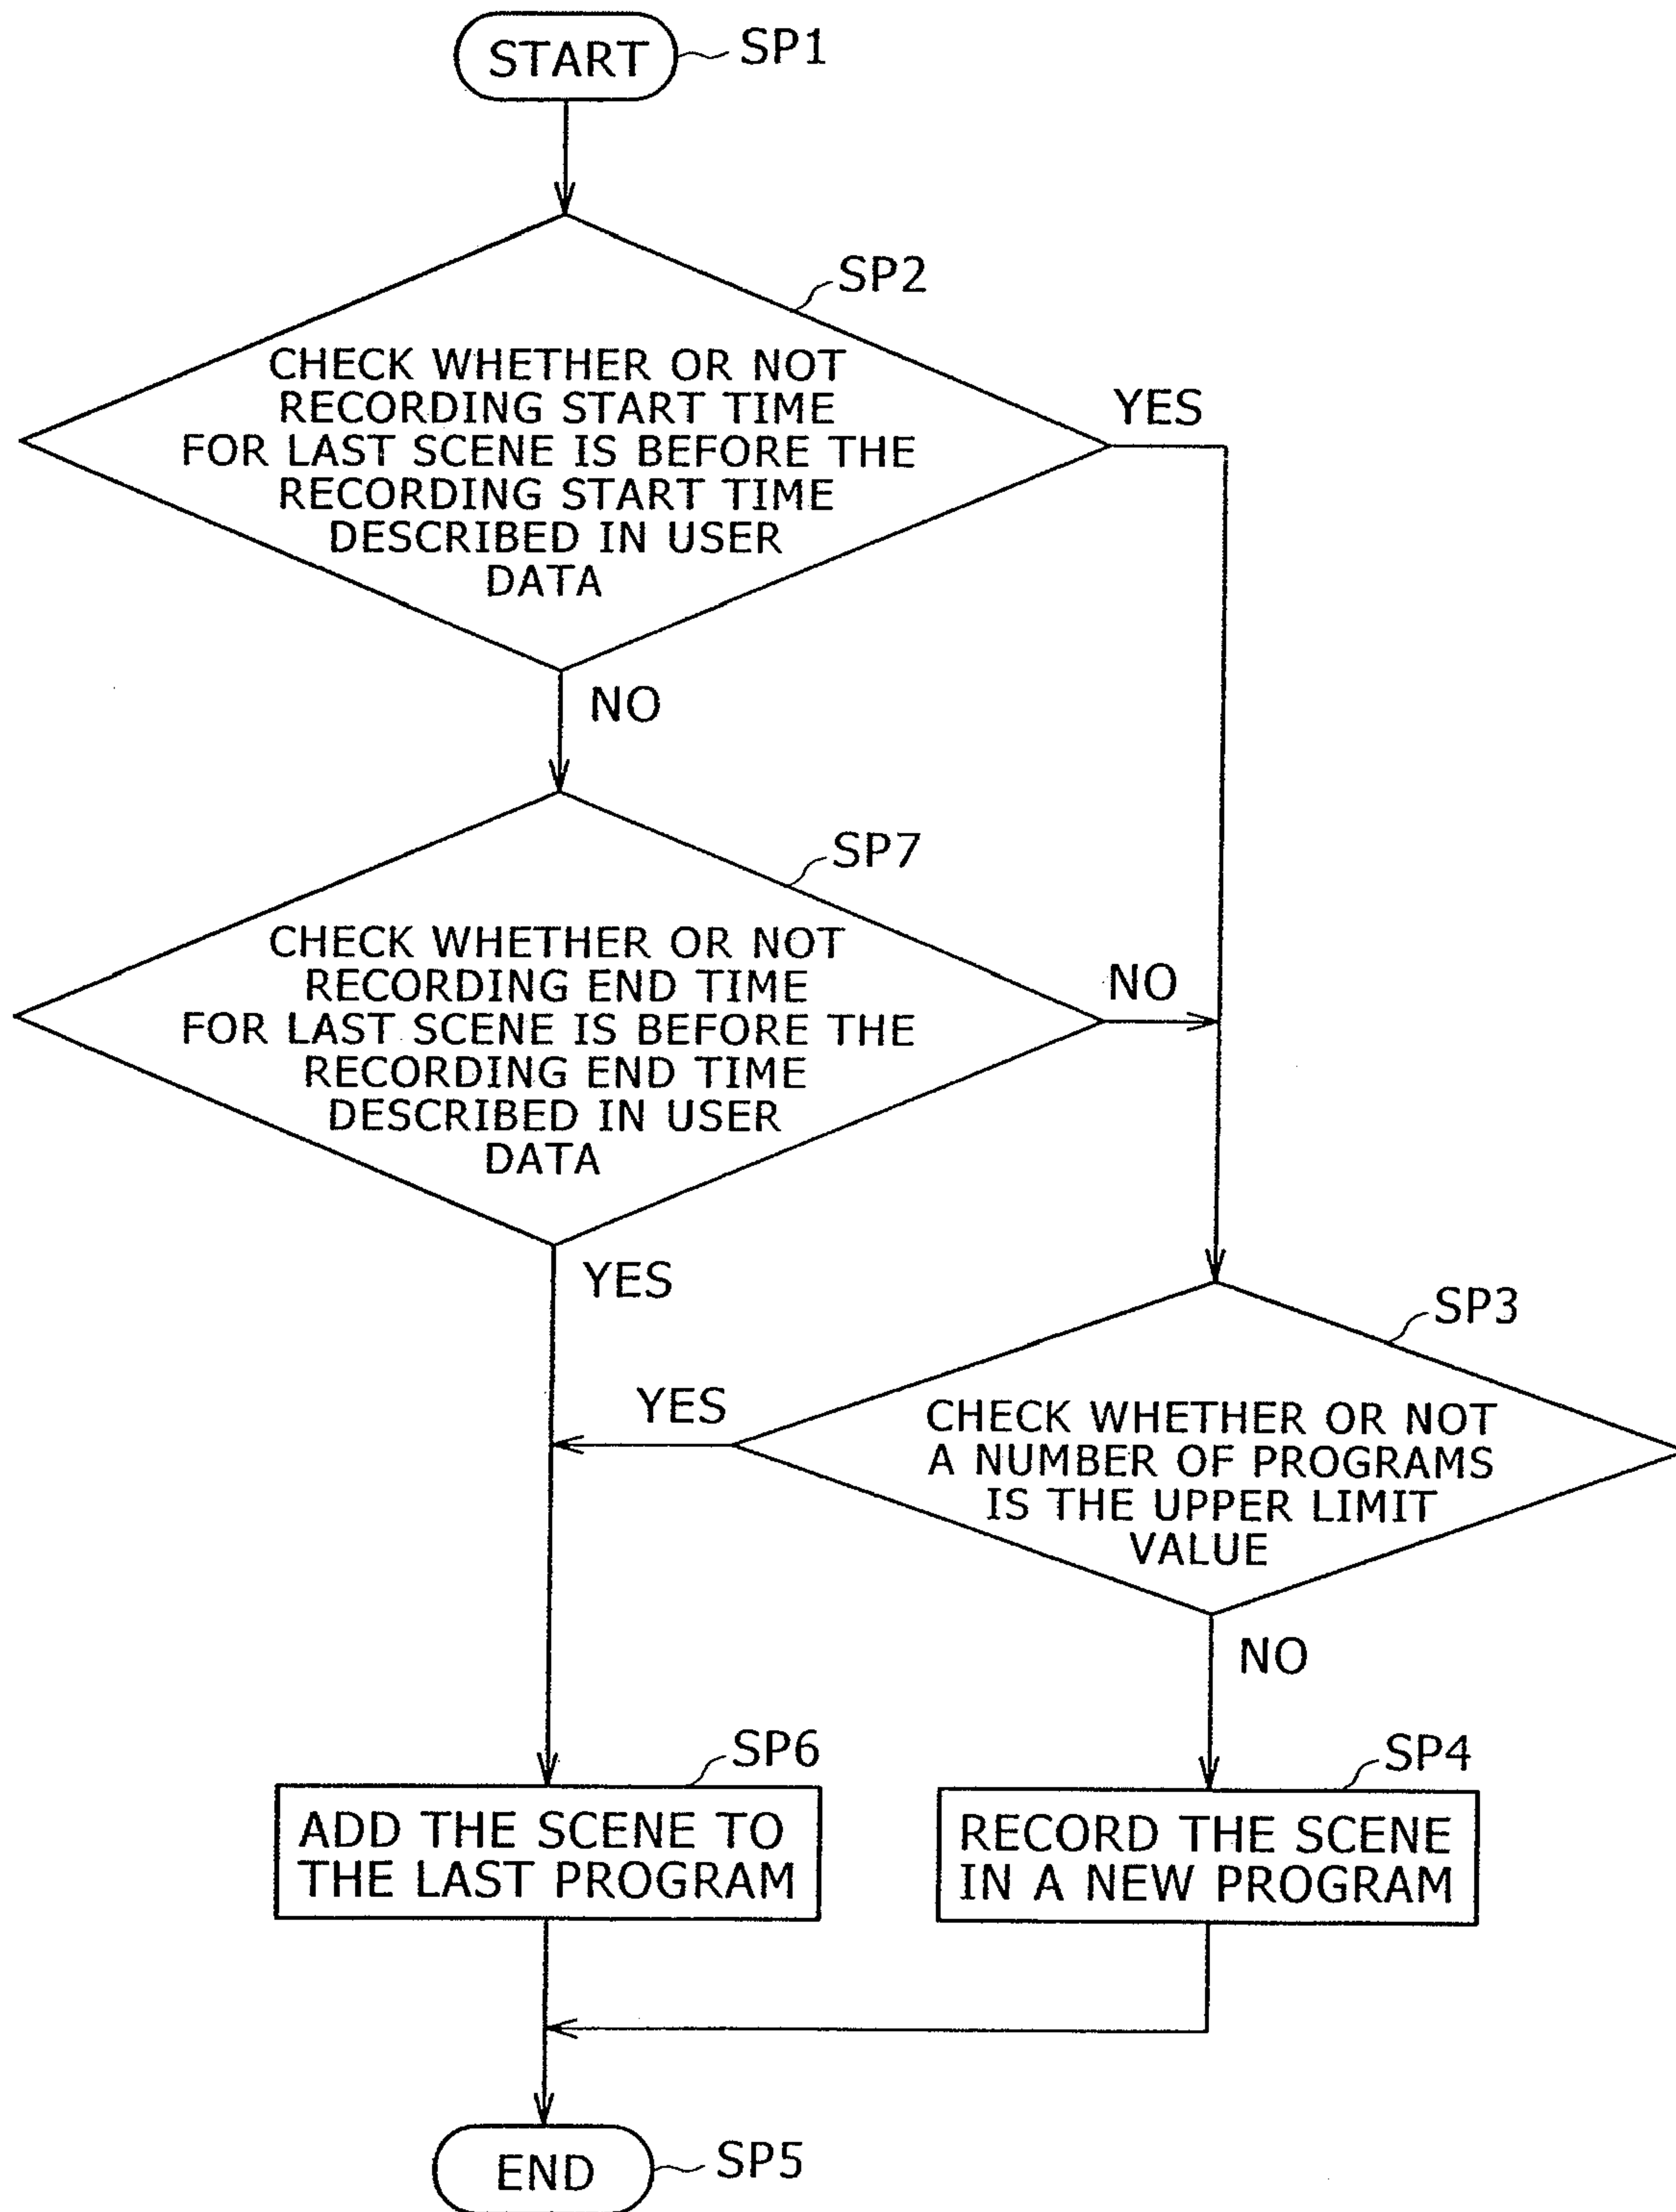 START
SP1
SP2
CHECK WHETHER OR NOT
RECORDING START TIME
FOR LAST SCENE IS BEFORE THE
RECORDING START TIME
DESCRIBED IN USER
DATA
YES
NO
SP7
CHECK WHETHER OR NOT
RECORDING END TIME
FOR LAST SCENE IS BEFORE THE
RECORDING END TIME
DESCRIBED IN USER
DATA
NO
YES
SP3
CHECK WHETHER OR NOT
A NUMBER OF PROGRAMS
IS THE UPPER LIMIT
VALUE
YES
NO
SP6
ADD THE SCENE TO
THE LAST PROGRAM
SP4
RECORD THE SCENE
IN A NEW PROGRAM
END
SP5